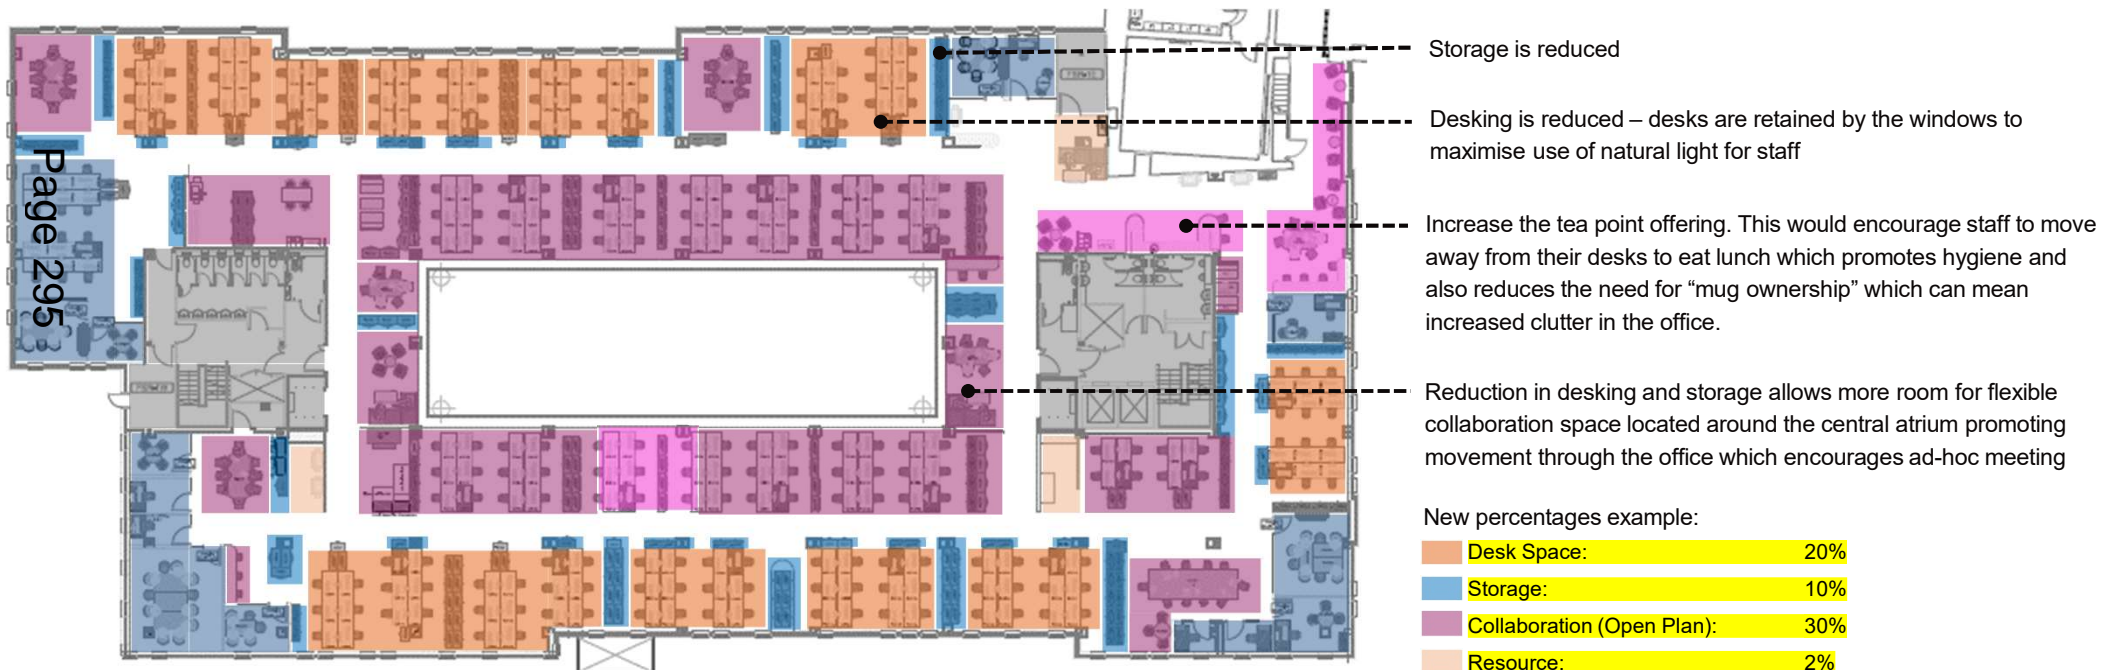 Storage is reduced
Desking is reduced – desks are retained by the windows to
maximise use of natural light for staff
Page 295
Increase the tea point offering. This would encourage staff to move
away from their desks to eat lunch which promotes hygiene and
also reduces the need for “mug ownership” which can mean
increased clutter in the office.
Reduction in desking and storage allows more room for flexible
collaboration space located around the central atrium promoting
movement through the office which encourages ad-hoc meeting
New percentages example:
Desk Space: 20%
Storage: 10%
Collaboration (Open Plan): 30%
Resource: 2%